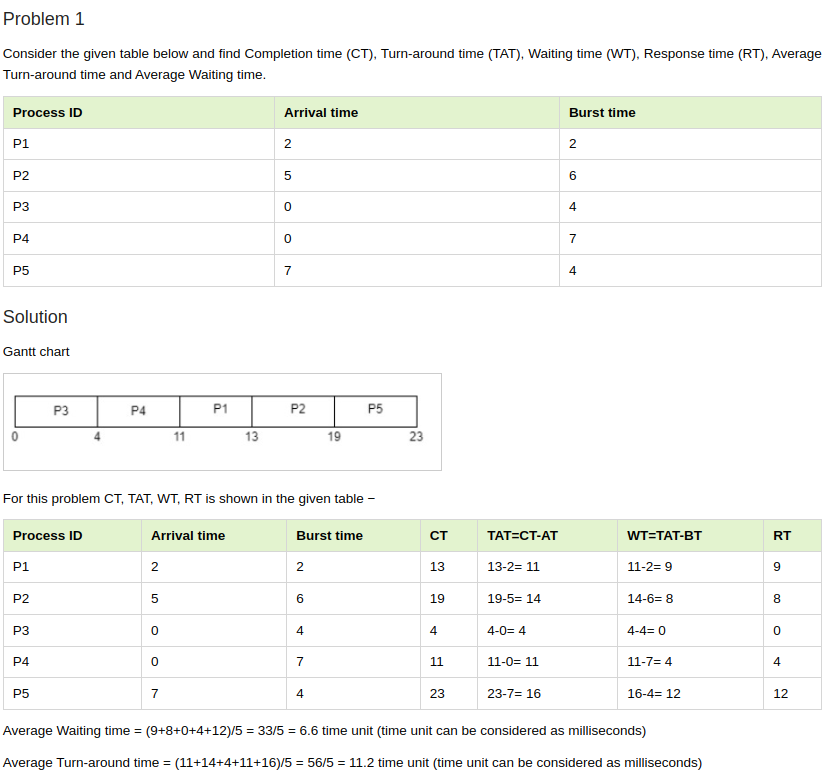 Problem 1
Consider the given table below and find Completion time (CT), Turn-around time (TAT), Waiting time (WT), Response time (RT), Average
Turn-around time and Average Waiting time.
Process ID Arrival time Burst time
P1 2 2
P2 5 6
P3 0 4
P4 0 7
P5 7 4
Solution
Gantt chart
P3 P4 P1 P2 P5
0 4 11 13 19 23
For this problem CT, TAT, WT, RT is shown in the given table −
Process ID Arrival time Burst time CT TAT=CT-AT WT=TAT-BT RT
P1 2 2 13 13-2= 11 11-2= 9 9
P2 5 6 19 19-5= 14 14-6= 8 8
P3 0 4 4 4-0= 4 4-4= 0 0
P4 0 7 11 11-0= 11 11-7= 4 4
P5 7 4 23 23-7= 16 16-4= 12 12
Average Waiting time = (9+8+0+4+12)/5 = 33/5 = 6.6 time unit (time unit can be considered as milliseconds)
Average Turn-around time = (11+14+4+11+16)/5 = 56/5 = 11.2 time unit (time unit can be considered as milliseconds)